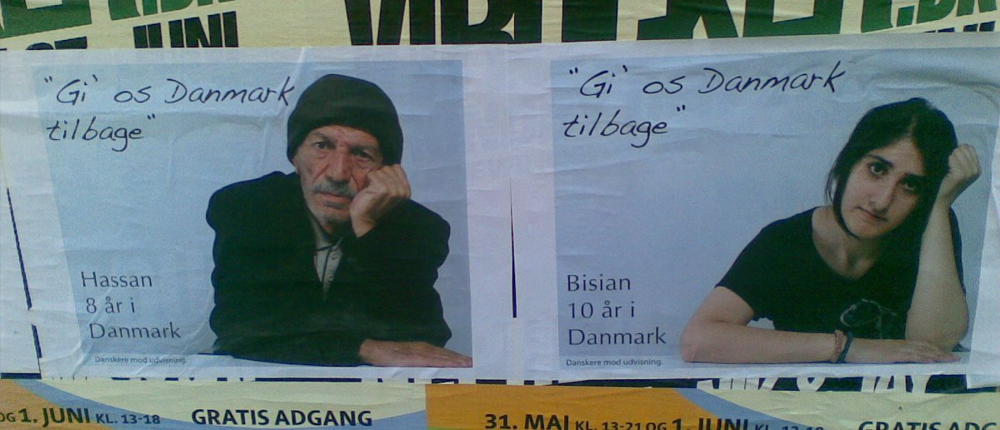 JUNI
"Gi' os Danmark
tilbage"
Hassan
8 år i
Danmark
Danskere mod udvisning.
"Gi' os Danmark
tilbage"
Bisian
10 år i
Danmark
Danskere mod udvisning.
OG 1. JUNI KL. 13-18 GRATIS ADGANG
31. MAI KL. 13-21 OG 1. JUNI KL. 13-18 GRATIS ADG